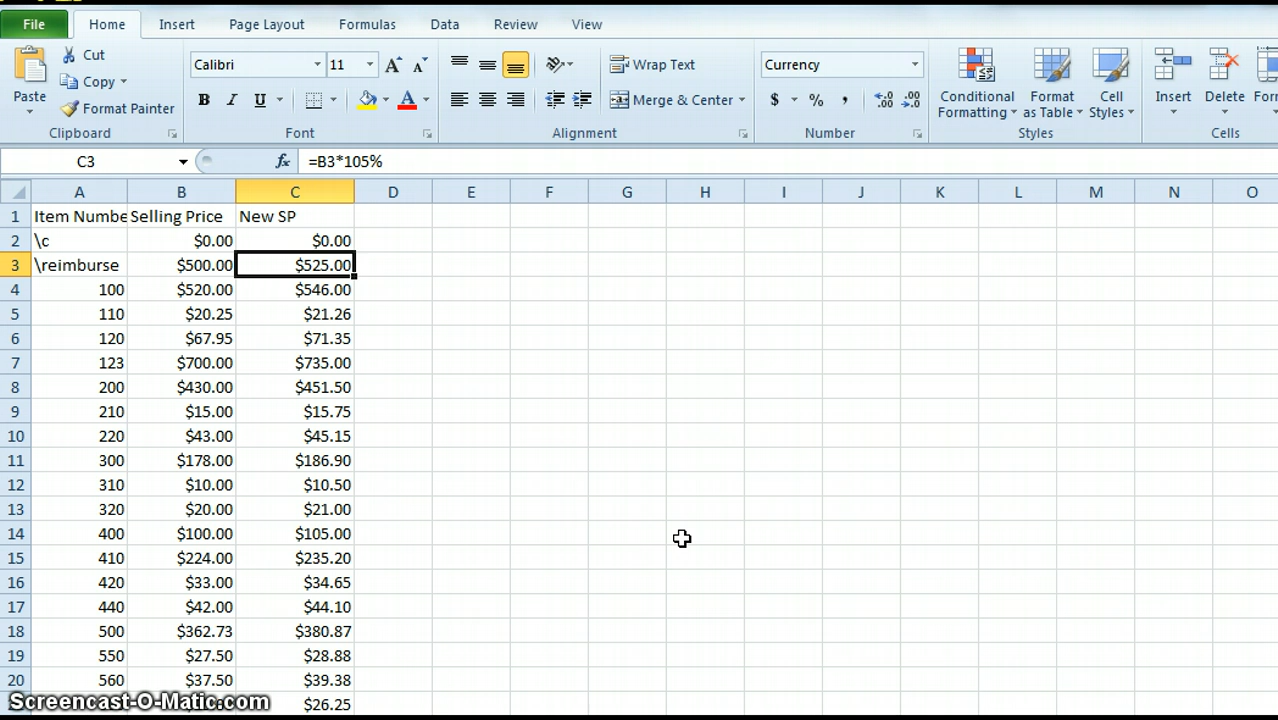 File Home Insert Page Layout Formulas Data Review View
Cut
Copy
Format Painter
Paste
Clipboard
Calibri 11
B I U
Font
Wrap Text
Merge & Center
Alignment
Currency
$ % ,
Number
Conditional Formatting
Format as Table
Cell Styles
Styles
Insert Delete
Cells
C3 fx =B3*105%
A B C D E F G H I J K L M N O
1 Item Numbe Selling Price New SP
2 \c $0.00 $0.00
3 \reimburse $500.00 $525.00
4 100 $520.00 $546.00
5 110 $20.25 $21.26
6 120 $67.95 $71.35
7 123 $700.00 $735.00
8 200 $430.00 $451.50
9 210 $15.00 $15.75
10 220 $43.00 $45.15
11 300 $178.00 $186.90
12 310 $10.00 $10.50
13 320 $20.00 $21.00
14 400 $100.00 $105.00
15 410 $224.00 $235.20
16 420 $33.00 $34.65
17 440 $42.00 $44.10
18 500 $362.73 $380.87
19 550 $27.50 $28.88
20 560 $37.50 $39.38
$26.25
Screencast-O-Matic.com